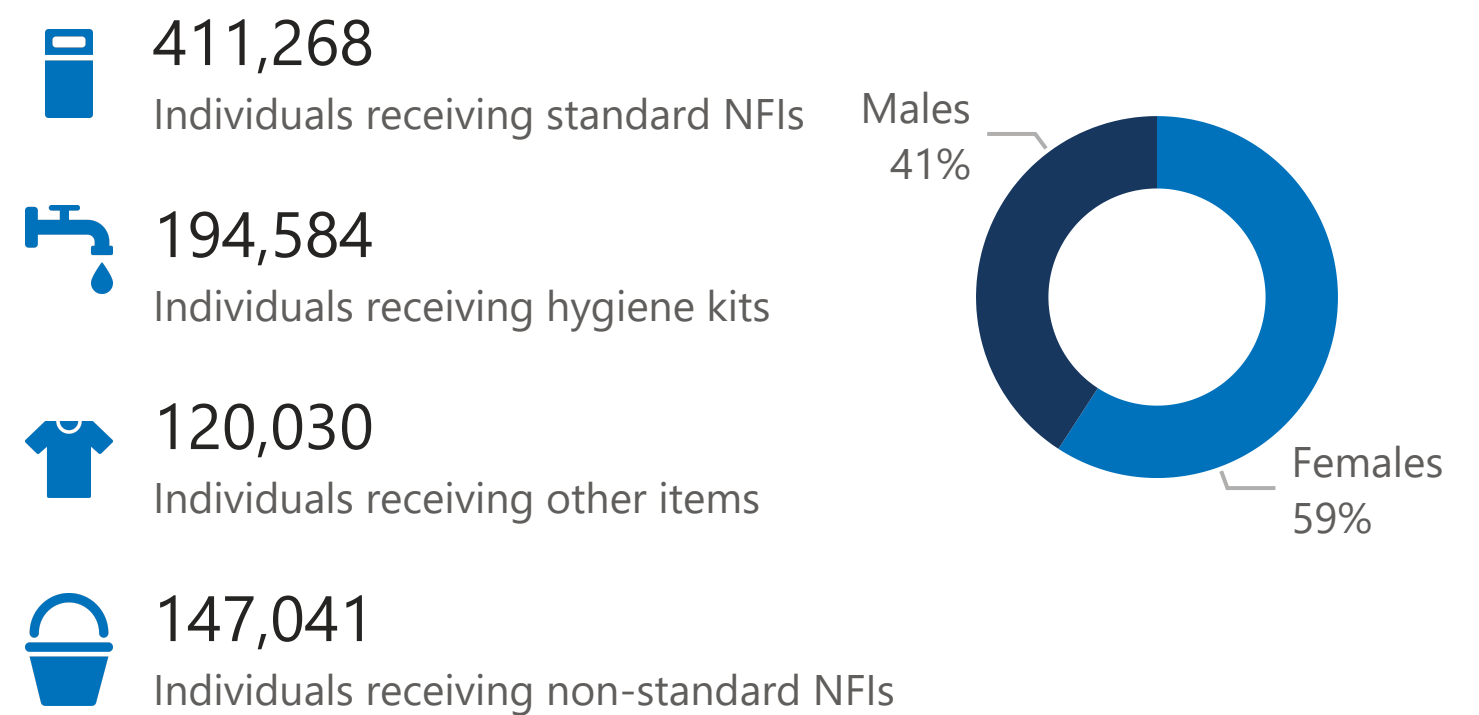 411,268
Individuals receiving standard NFIs
194,584
Individuals receiving hygiene kits
120,030
Individuals receiving other items
147,041
Individuals receiving non-standard NFIs
Males
41%
Females
59%